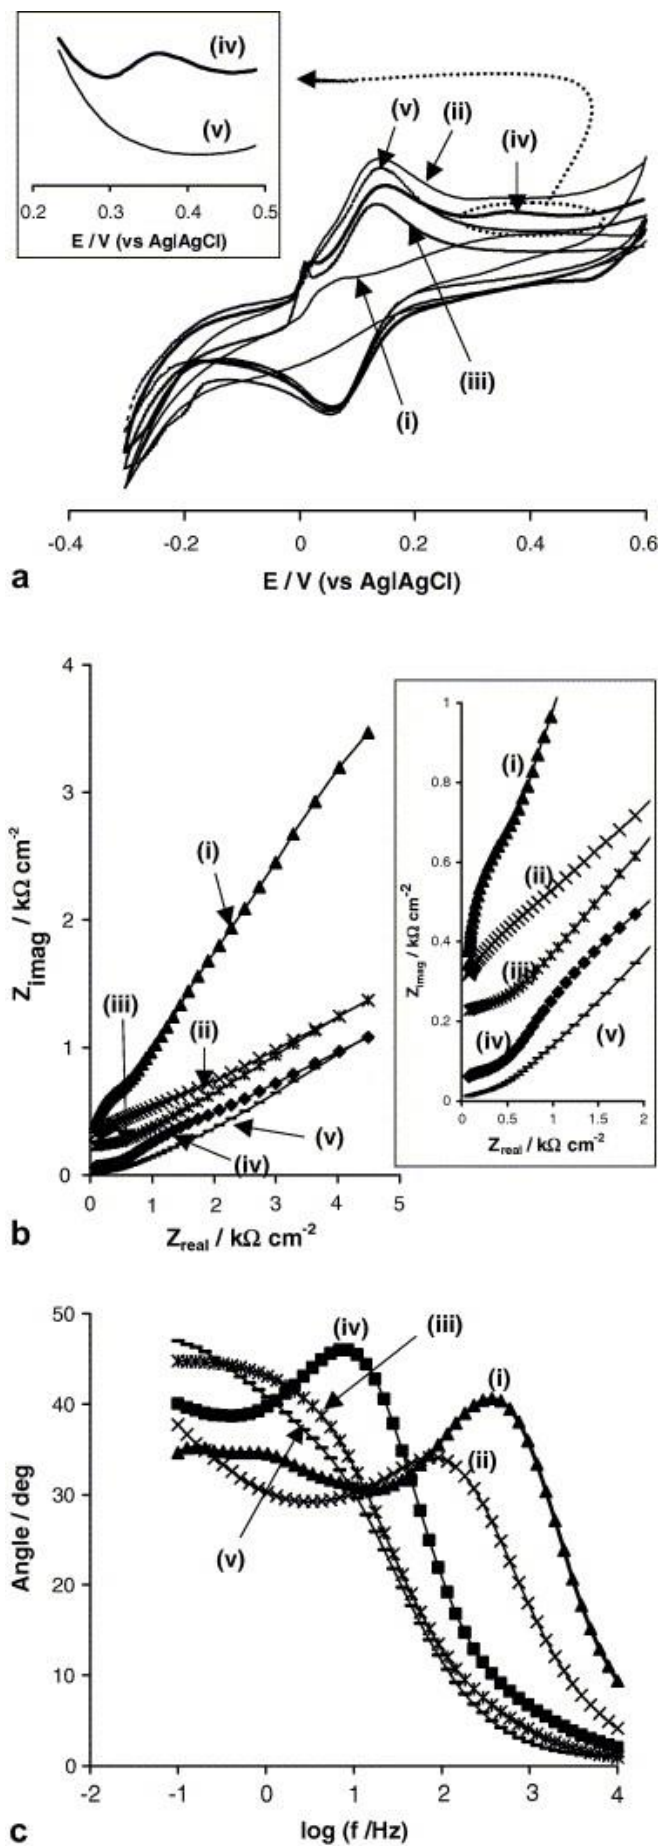 (iv)
(v)
0.2 0.3 0.4 0.5
E / V (vs Ag|AgCl)
(v)
(ii)
(iv)
(iii)
(i)
-0.4 -0.2 0 0.2 0.4 0.6
E / V (vs Ag|AgCl)
a
4
3
2
1
0
Zimag / kΩ cm-2
(i)
(iii)
(ii)
(v)
(iv)
0 1 2 3 4 5
Zreal / kΩ cm-2
b
1
0.8
0.6
0.4
0.2
0
Zimag / kΩ cm-2
(i)
(ii)
(iii)
(iv)
(v)
0 0.5 1 1.5 2
Zreal / kΩ cm-2
50
40
30
20
10
0
Angle / deg
(iv)
(iii)
(i)
(ii)
(v)
-2 -1 0 1 2 3 4
log (f /Hz)
c